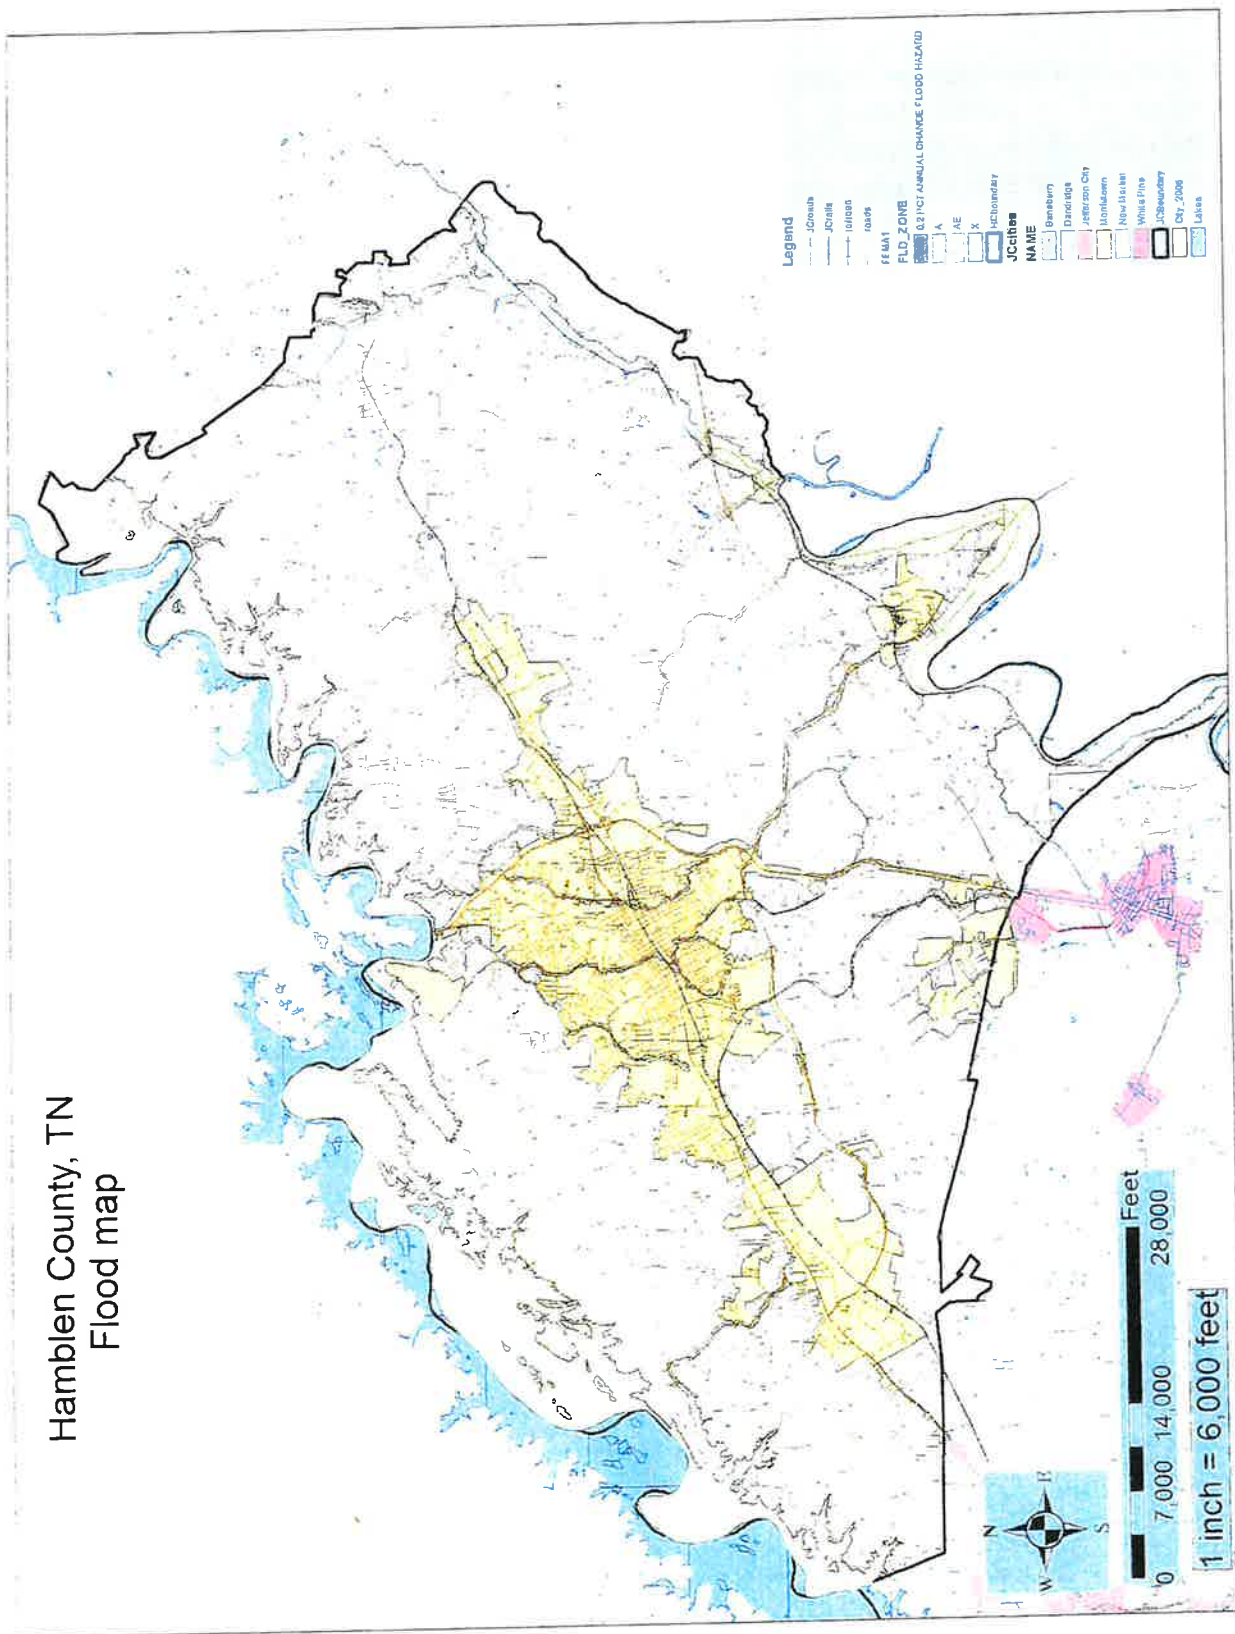 Hamblen County, TN
Flood map
Legend
JCroads
JCrails
roads
FEMA1
FLD_ZONE
0.2 PCT ANNUAL CHANCE FLOOD HAZARD
A
AE
X
HCboundary
JCcities
NAME
Baneberry
Dandridge
Jefferson City
Morristown
New Market
White Pine
JCboundary
City_2006
Lakes
N
W
E
S
0 7,000 14,000 28,000
Feet
1 inch = 6,000 feet